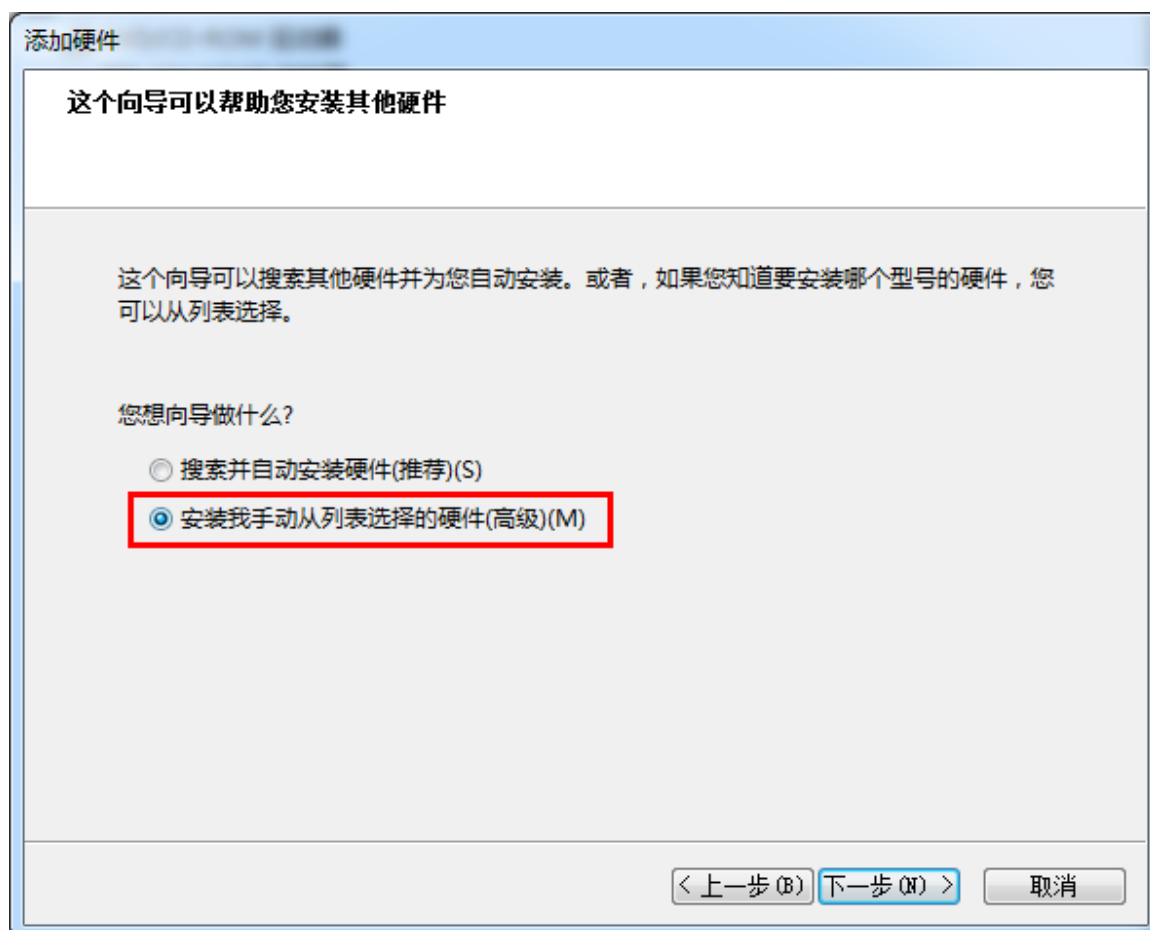 添加硬件
这个向导可以帮助您安装其他硬件
这个向导可以搜索其他硬件并为您自动安装。或者，如果您知道要安装哪个型号的硬件，您
可以从列表选择。
您想向导做什么?
搜索并自动安装硬件(推荐)(S)
安装我手动从列表选择的硬件(高级)(M)
< 上一步(B) 下一步(N) > 取消